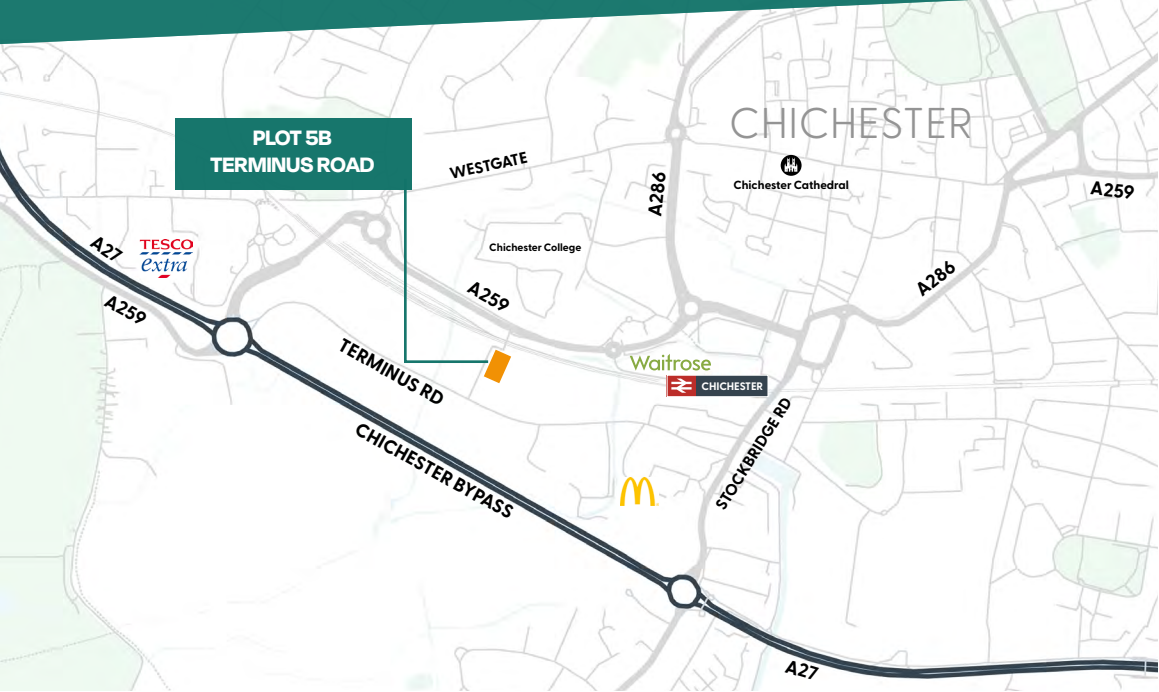 CHICHESTER
PLOT 5B
TERMINUS ROAD
WESTGATE
Chichester Cathedral
A286
A259
A27
TESCO
extra
Chichester College
A286
A259
A259
TERMINUS RD
Waitrose
CHICHESTER
CHICHESTER BYPASS
STOCKBRIDGE RD
A27